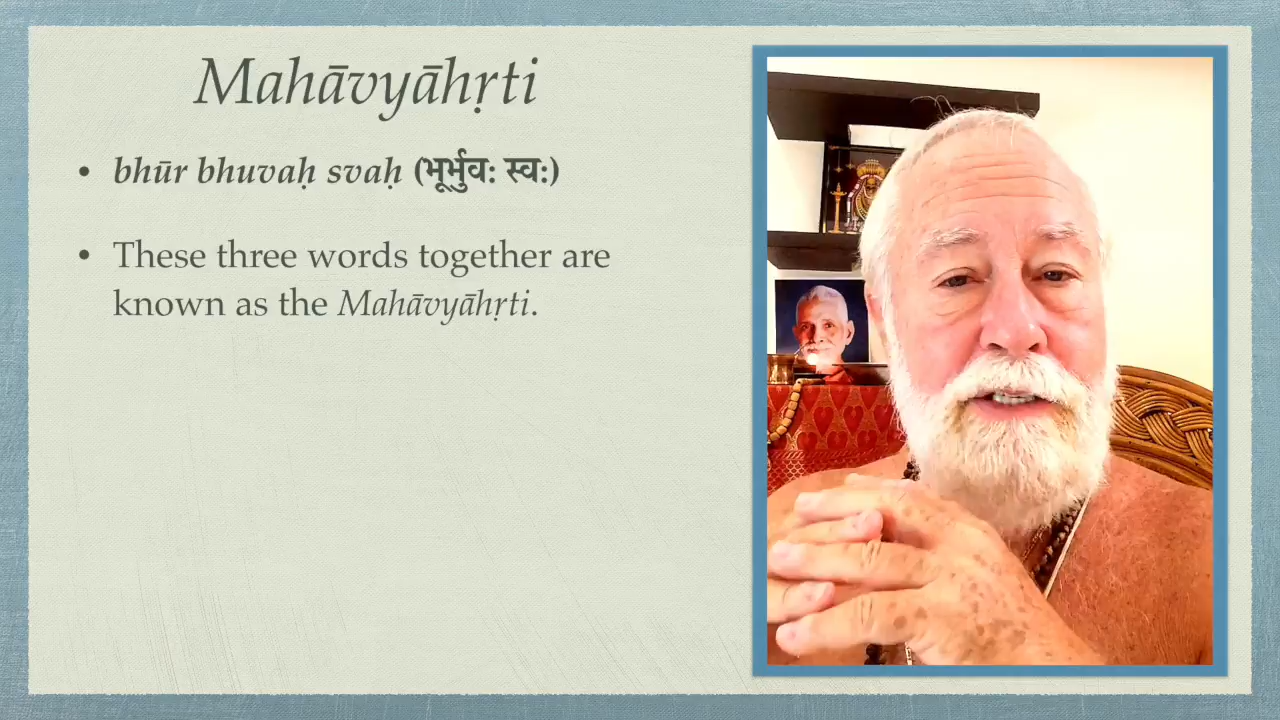 Mahāvyāhṛti
• bhūr bhuvaḥ svaḥ (भूर्भुवः स्वः)
• These three words together are
known as the Mahāvyāhṛti.